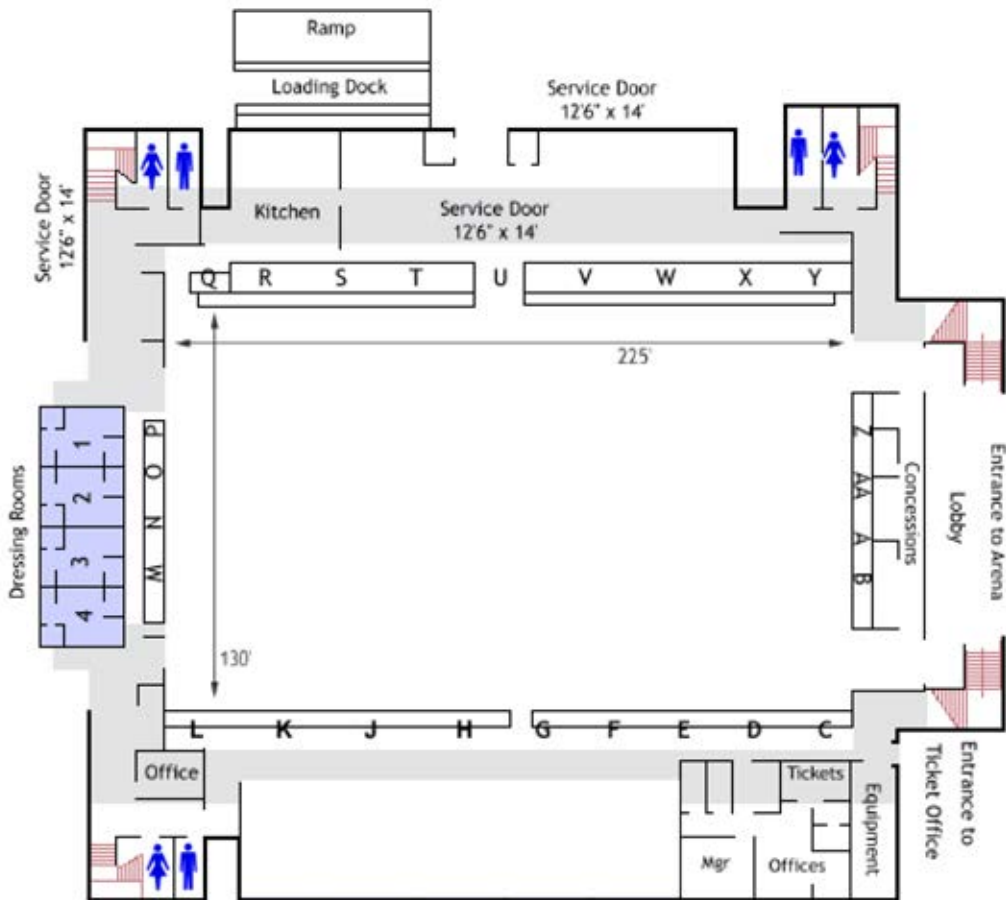 Ramp
Loading Dock
Service Door
12'6" x 14'
Service Door
12'6" x 14'
Kitchen
Service Door
12'6" x 14'
Q R S T U V W X Y
225'
Dressing Rooms
1
2
3
4
P
O
N
M
Z
AA
A
B
Concessions
Lobby
Entrance to Arena
130'
L K J H G F E D C
Office
Tickets
Equipment
Entrance to
Ticket Office
Mgr
Offices